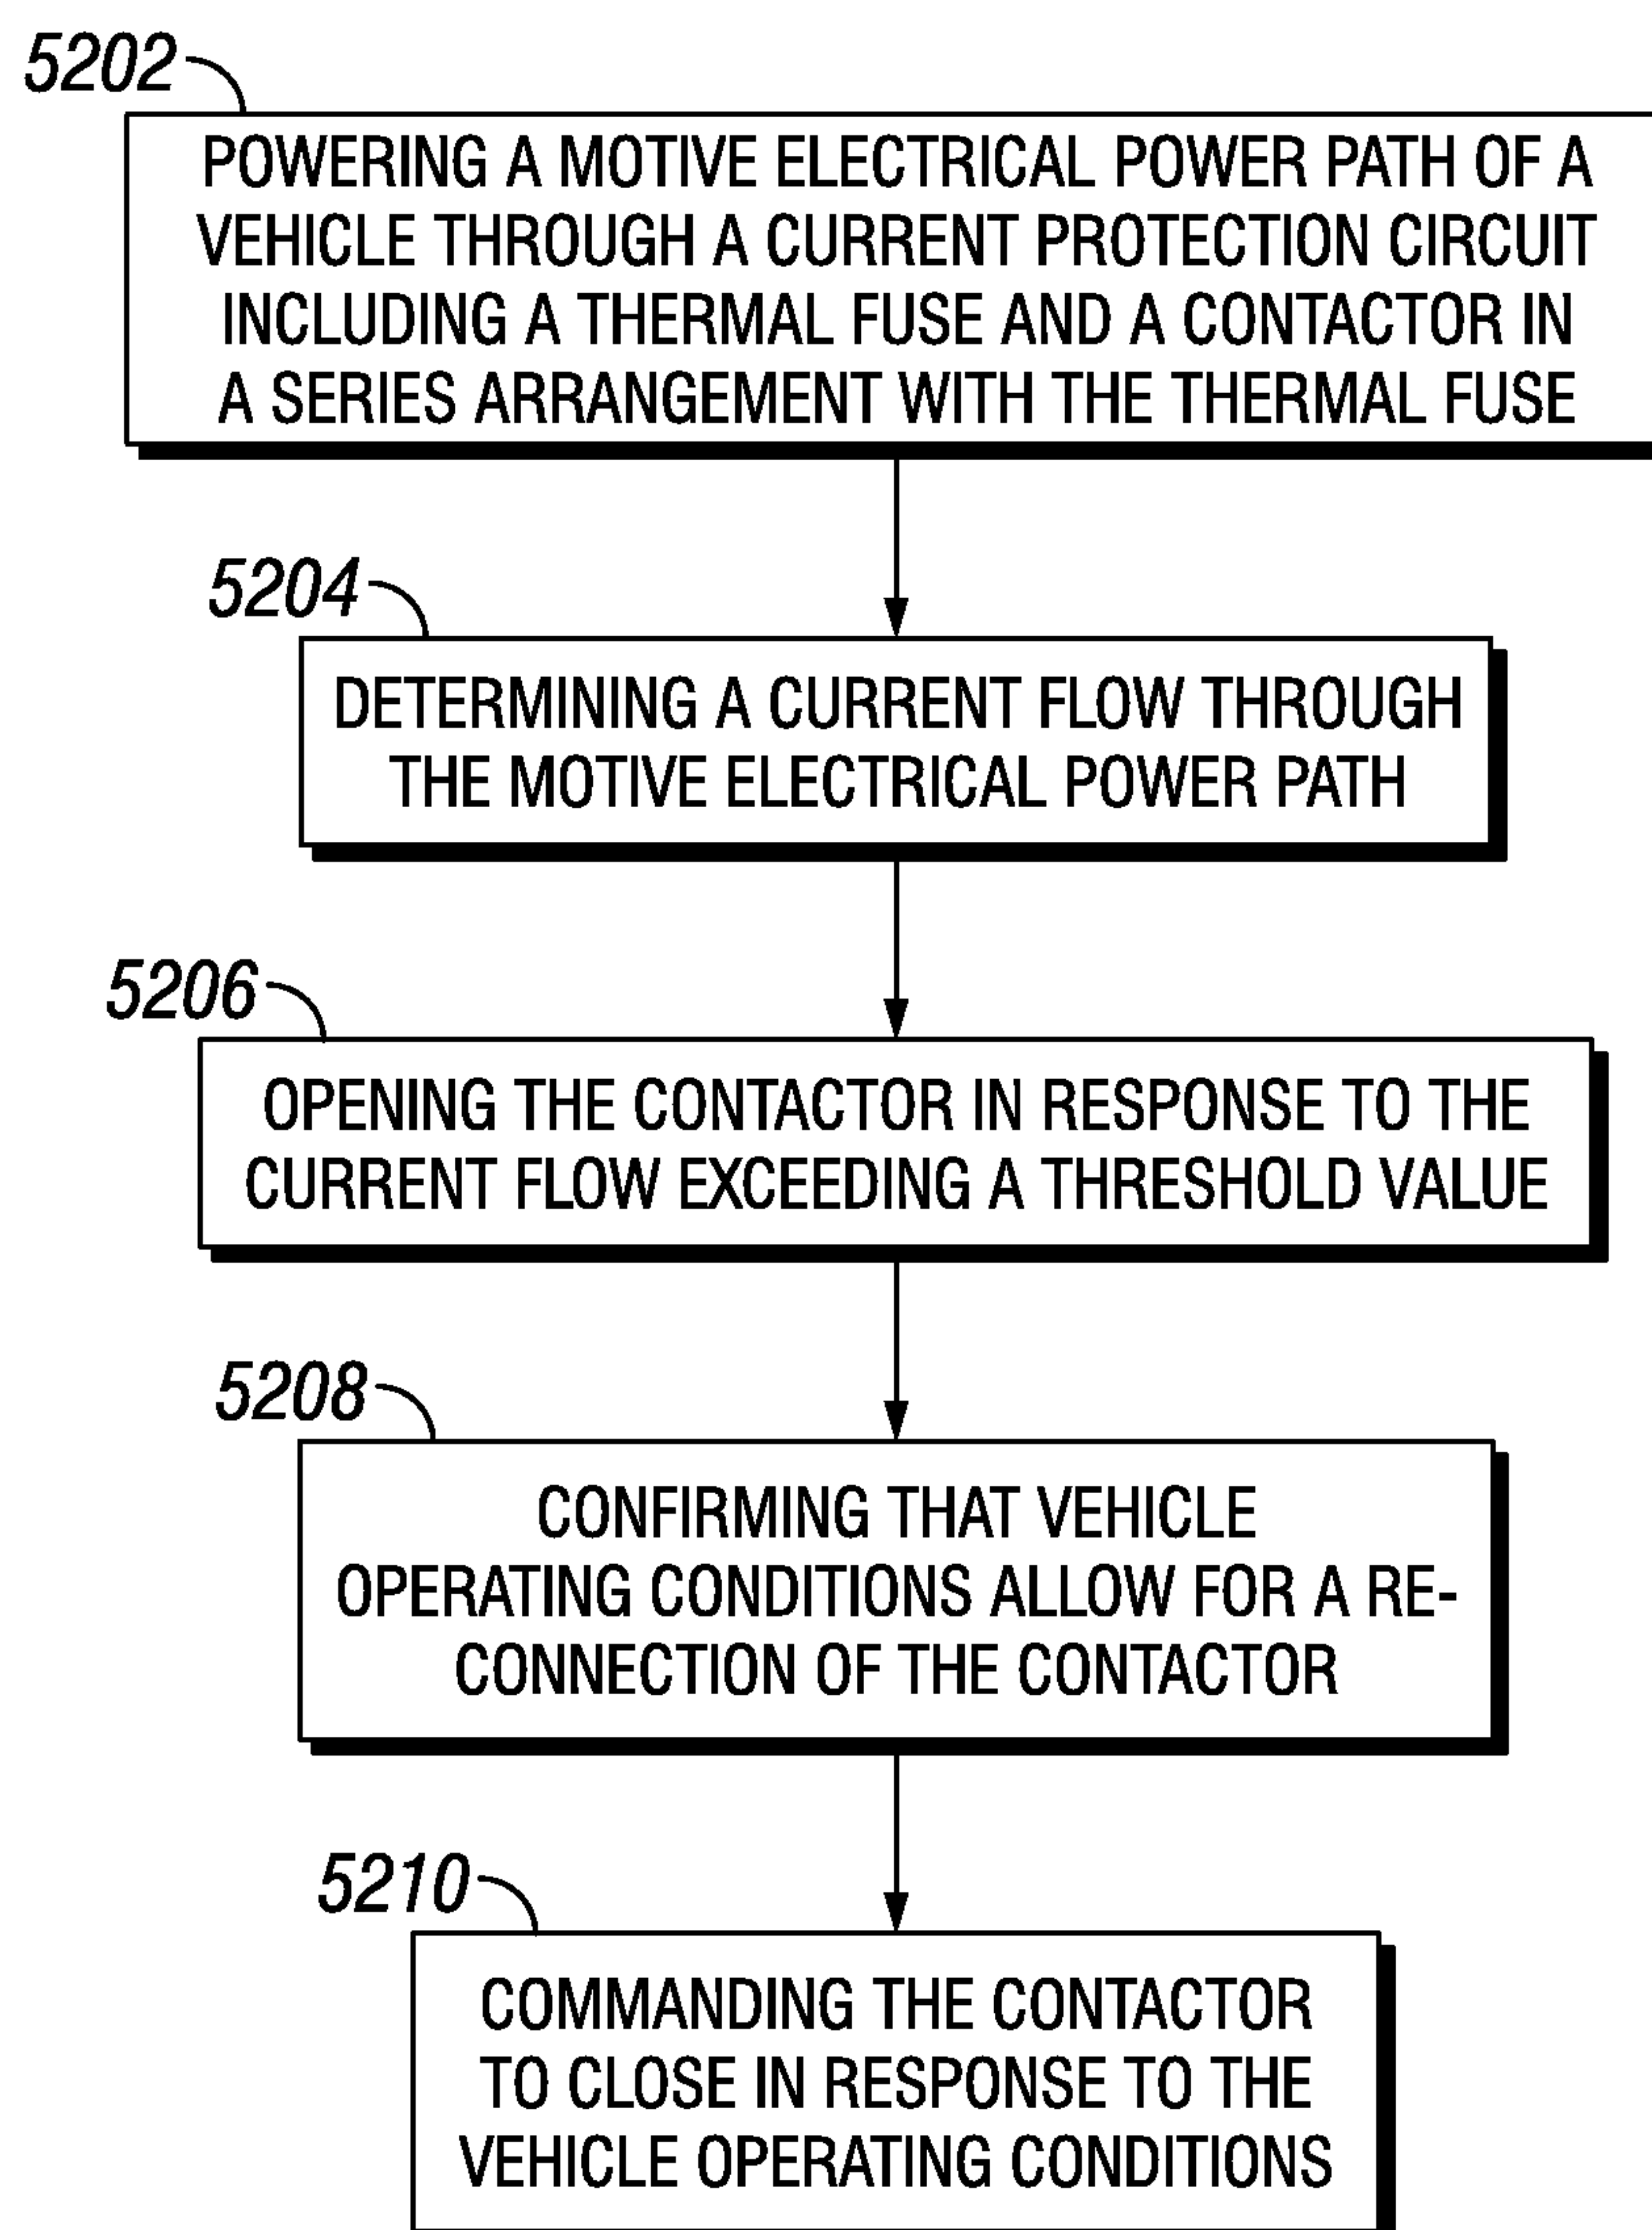 5202
POWERING A MOTIVE ELECTRICAL POWER PATH OF A
VEHICLE THROUGH A CURRENT PROTECTION CIRCUIT
INCLUDING A THERMAL FUSE AND A CONTACTOR IN
A SERIES ARRANGEMENT WITH THE THERMAL FUSE
5204
DETERMINING A CURRENT FLOW THROUGH
THE MOTIVE ELECTRICAL POWER PATH
5206
OPENING THE CONTACTOR IN RESPONSE TO THE
CURRENT FLOW EXCEEDING A THRESHOLD VALUE
5208
CONFIRMING THAT VEHICLE
OPERATING CONDITIONS ALLOW FOR A RE-
CONNECTION OF THE CONTACTOR
5210
COMMANDING THE CONTACTOR
TO CLOSE IN RESPONSE TO THE
VEHICLE OPERATING CONDITIONS